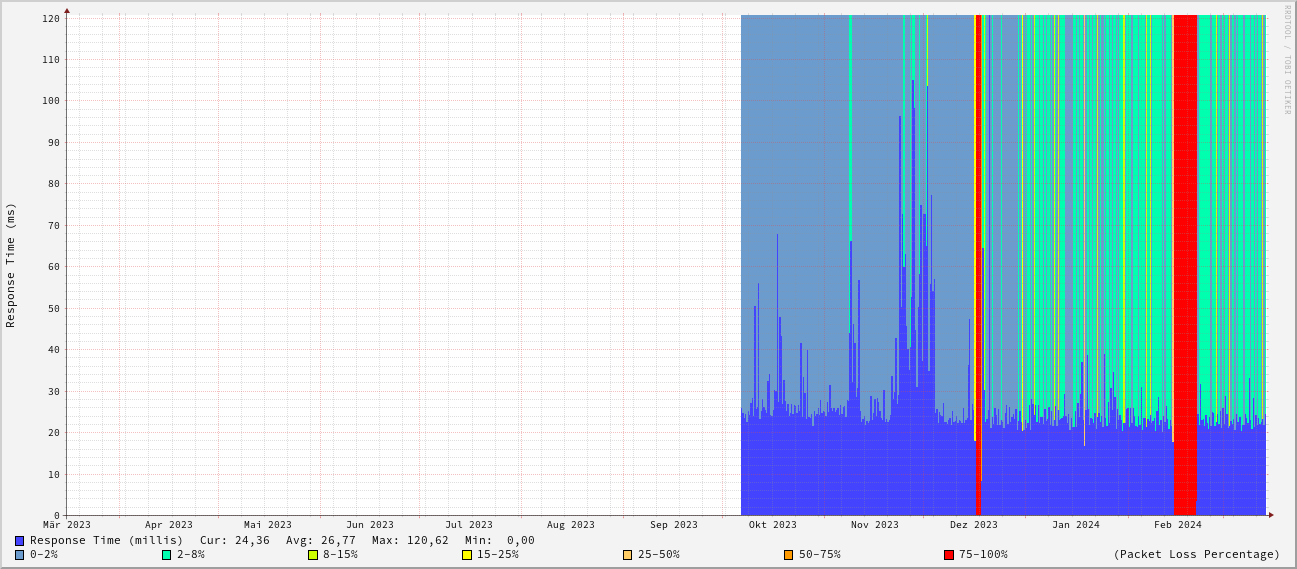 RRDTOOL / TOBI OETIKER
Response Time (ms)
120
110
100
90
80
70
60
50
40
30
20
10
0
Mär 2023 Apr 2023 Mai 2023 Jun 2023 Jul 2023 Aug 2023 Sep 2023 Okt 2023 Nov 2023 Dez 2023 Jan 2024 Feb 2024
Response Time (millis) Cur: 24,36 Avg: 26,77 Max: 120,62 Min: 0,00
0-2% 2-8% 8-15% 15-25% 25-50% 50-75% 75-100% (Packet Loss Percentage)